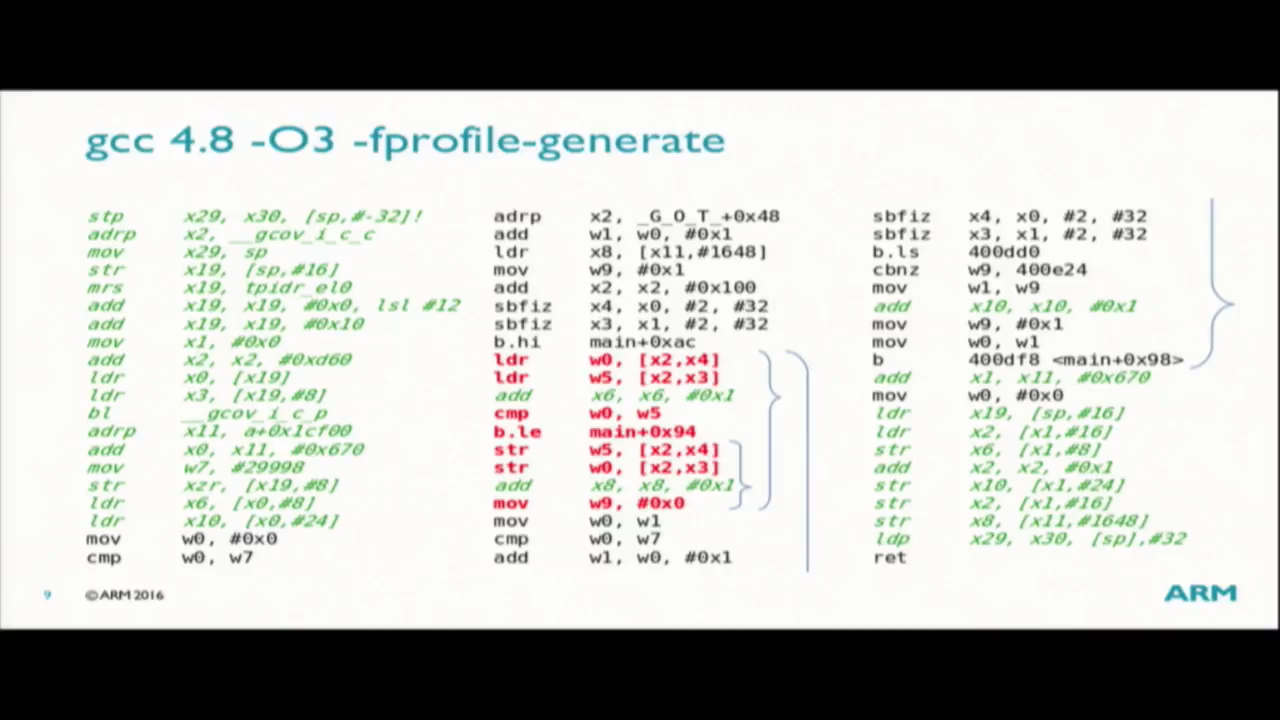 gcc 4.8 -O3 -fprofile-generate
stp x29, x30, [sp,#-32]!
adrp x2, __gcov_i_c_c
mov x29, sp
str x19, [sp,#16]
mrs x19, tpidr_el0
add x19, x19, #0x0, lsl #12
add x19, x19, #0x10
mov x1, #0x0
add x2, x2, #0xd60
ldr x0, [x19]
ldr x3, [x19,#8]
bl __gcov_i_c_p
adrp x11, a+0x1cf00
add x0, x11, #0x670
mov w7, #29998
str xzr, [x19,#8]
ldr x6, [x0,#8]
ldr x10, [x0,#24]
mov w0, #0x0
cmp w0, w7
adrp x2, _G_O_T_+0x48
add w1, w0, #0x1
ldr x8, [x11,#1648]
mov w9, #0x1
add x2, x2, #0x100
sbfiz x4, x0, #2, #32
sbfiz x3, x1, #2, #32
b.hi main+0xac
ldr w0, [x2,x4]
ldr w5, [x2,x3]
add x6, x6, #0x1
cmp w0, w5
b.le main+0x94
str w5, [x2,x4]
str w0, [x2,x3]
add x8, x8, #0x1
mov w9, #0x0
mov w0, w1
cmp w0, w7
add w1, w0, #0x1
sbfiz x4, x0, #2, #32
sbfiz x3, x1, #2, #32
b.ls 400dd0
cbnz w9, 400e24
mov w1, w9
add x10, x10, #0x1
mov w9, #0x1
mov w0, w1
b 400df8 <main+0x98>
add x1, x11, #0x670
mov w0, #0x0
ldr x19, [sp,#16]
ldr x2, [x1,#16]
str x6, [x1,#8]
add x2, x2, #0x1
str x10, [x1,#24]
str x2, [x1,#16]
str x8, [x11,#1648]
ldp x29, x30, [sp],#32
ret
9 ©ARM 2016
ARM